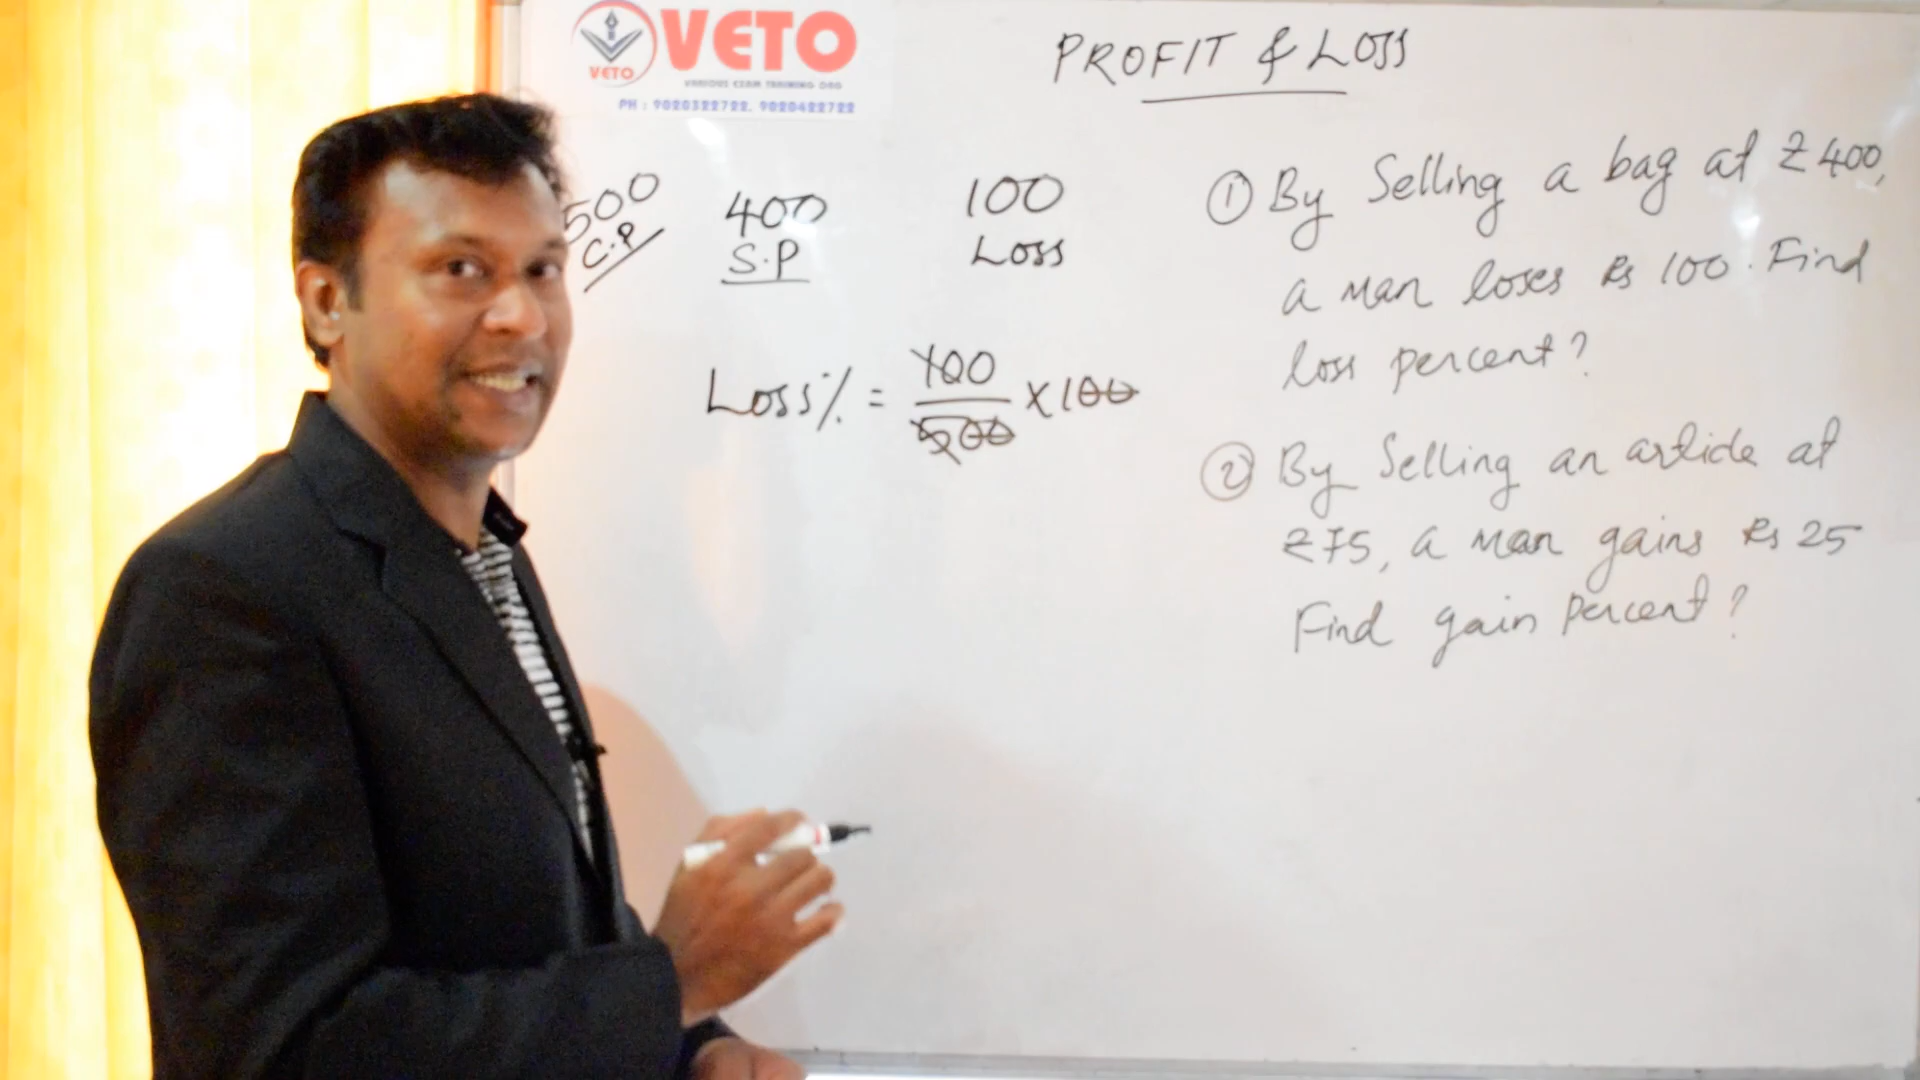 VETO
VETO
VARIOUS EXAM TRAINING ORG
PH : 9020322722, 9020422722
PROFIT & LOSS
500
C.P
400
S.P
100
Loss
Loss% = 100/500 × 100
① By Selling a bag at ₹ 400,
a man loses Rs 100. Find
loss percent?
② By Selling an article at
₹ 75, a man gains Rs 25
Find gain percent?